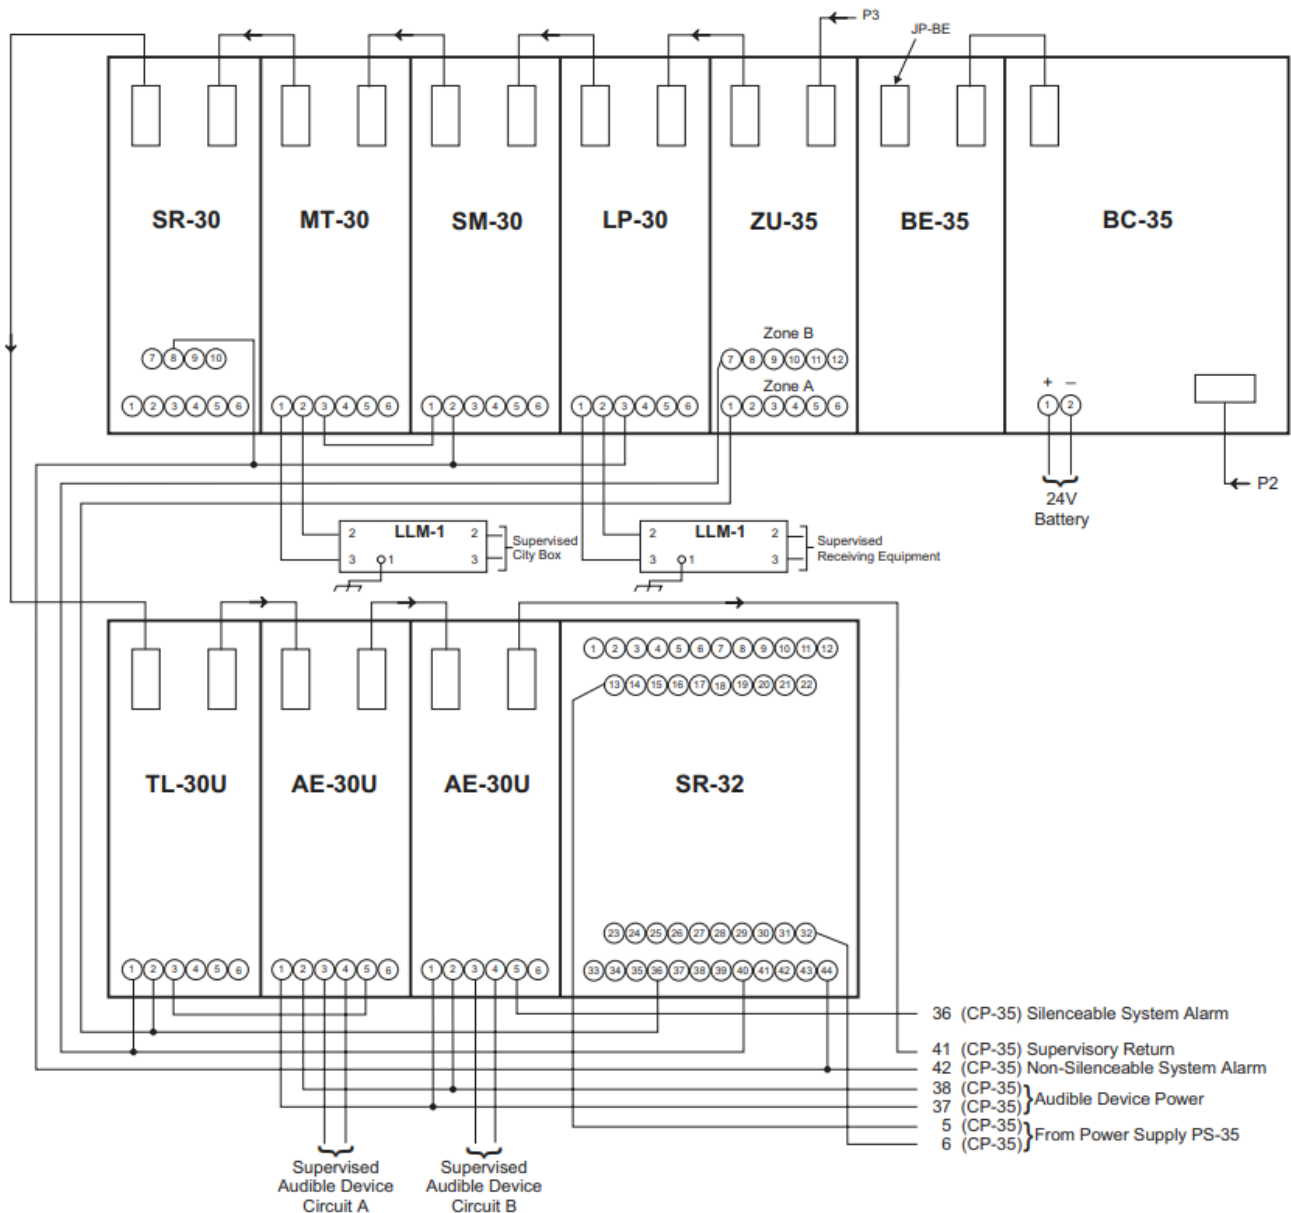 P3
JP-BE
SR-30
MT-30
SM-30
LP-30
ZU-35
BE-35
BC-35
Zone B
7 8 9 10
7 8 9 10 11 12
Zone A
+ –
1 2 3 4 5 6
1 2 3 4 5 6
1 2 3 4 5 6
1 2 3 4 5 6
1 2 3 4 5 6
1 2
P2
24V
Battery
2 LLM-1 2
3 1 3
Supervised
City Box
2 LLM-1 2
3 1 3
Supervised
Receiving Equipment
1 2 3 4 5 6 7 8 9 10 11 12
13 14 15 16 17 18 19 20 21 22
TL-30U
AE-30U
AE-30U
SR-32
23 24 25 26 27 28 29 30 31 32
1 2 3 4 5 6
1 2 3 4 5 6
1 2 3 4 5 6
33 34 35 36 37 38 39 40 41 42 43 44
36 (CP-35) Silenceable System Alarm
41 (CP-35) Supervisory Return
42 (CP-35) Non-Silenceable System Alarm
38 (CP-35)
37 (CP-35)
Audible Device Power
5 (CP-35)
6 (CP-35)
From Power Supply PS-35
Supervised
Audible Device
Circuit A
Supervised
Audible Device
Circuit B